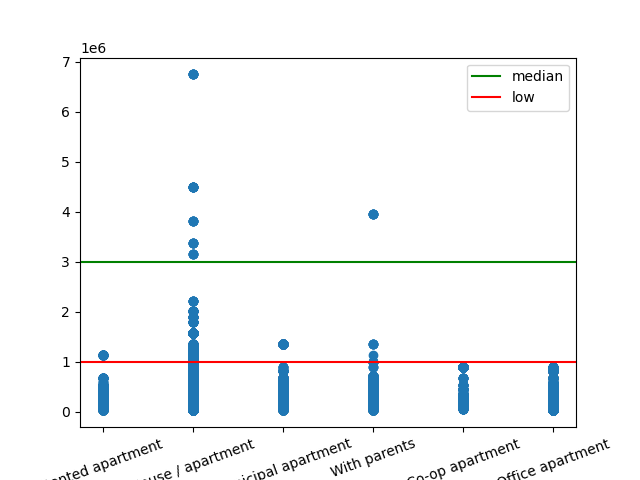 1e6
7
6
5
4
3
2
1
0
median
low
ented apartment
use / apartment
icipal apartment
With parents
Co-op apartment
Office apartment